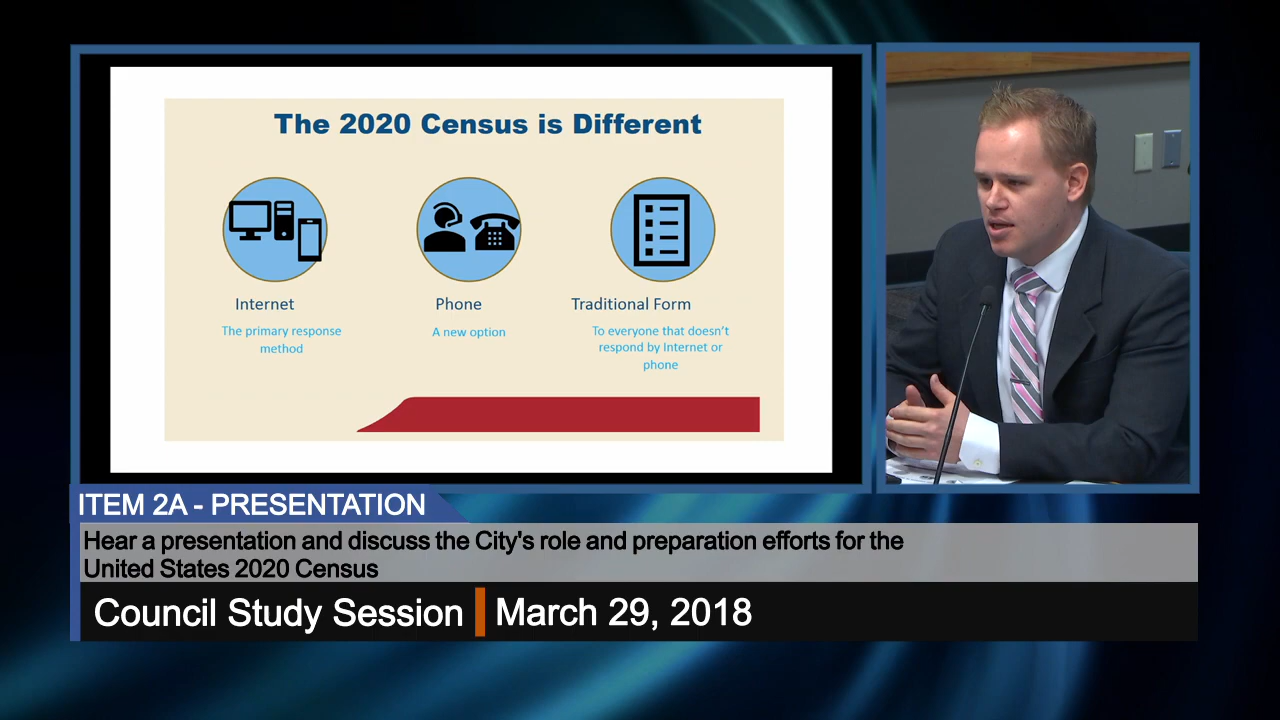 The 2020 Census is Different
Internet
The primary response
method
Phone
A new option
Traditional Form
To everyone that doesn't
respond by Internet or
phone
ITEM 2A - PRESENTATION
Hear a presentation and discuss the City's role and preparation efforts for the
United States 2020 Census
Council Study Session
March 29, 2018